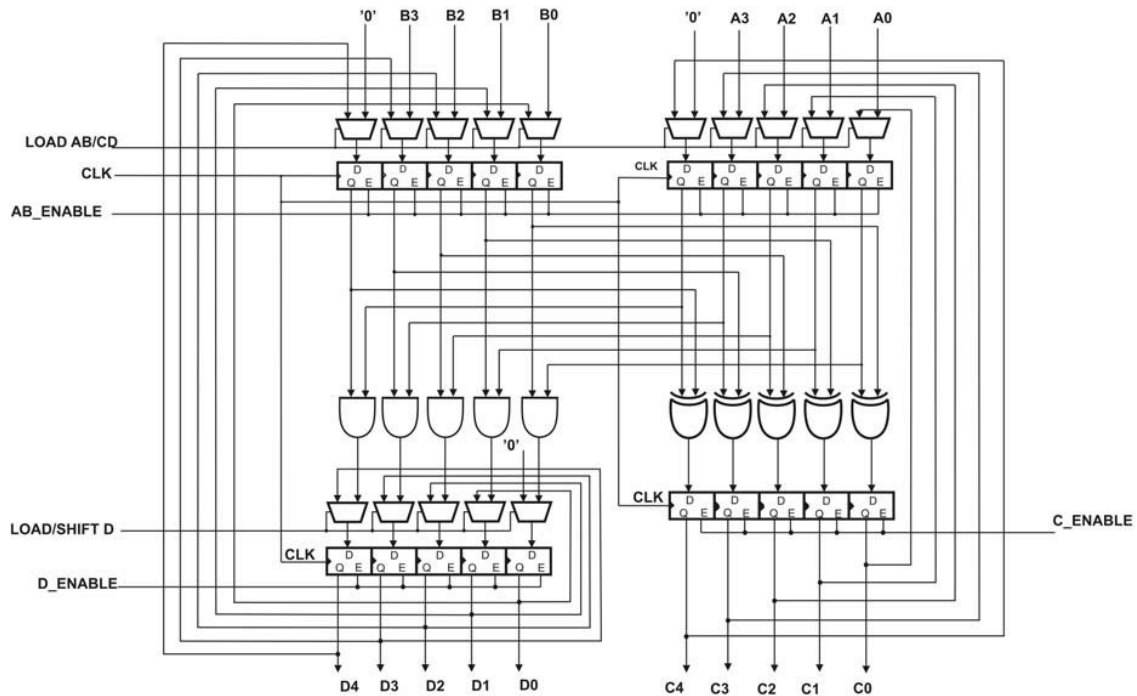 '0' B3 B2 B1 B0 '0' A3 A2 A1 A0
LOAD AB/CD
CLK
D D D D D
Q E Q E Q E Q E Q E
CLK
D D D D D
Q E Q E Q E Q E Q E
AB_ENABLE
'0'
LOAD/SHIFT D
CLK
D D D D D
Q E Q E Q E Q E Q E
C_ENABLE
CLK
D D D D D
Q E Q E Q E Q E Q E
D_ENABLE
D4 D3 D2 D1 D0 C4 C3 C2 C1 C0